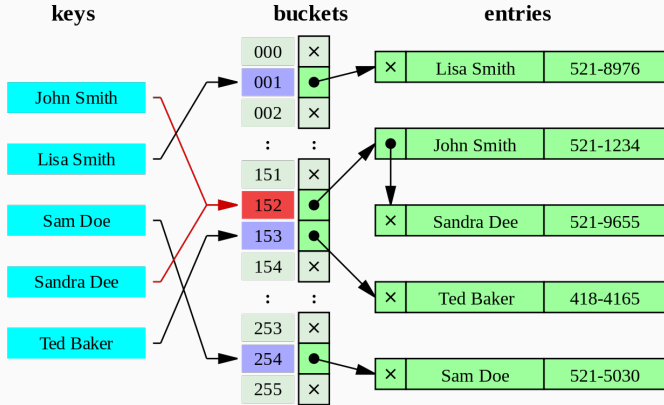 keys buckets entries
000 ×
001 × Lisa Smith 521-8976
John Smith
002 ×
: : × John Smith 521-1234
Lisa Smith
151 ×
152
Sam Doe × Sandra Dee 521-9655
153
154 ×
Sandra Dee
: : × Ted Baker 418-4165
253 ×
Ted Baker
254 × Sam Doe 521-5030
255 ×